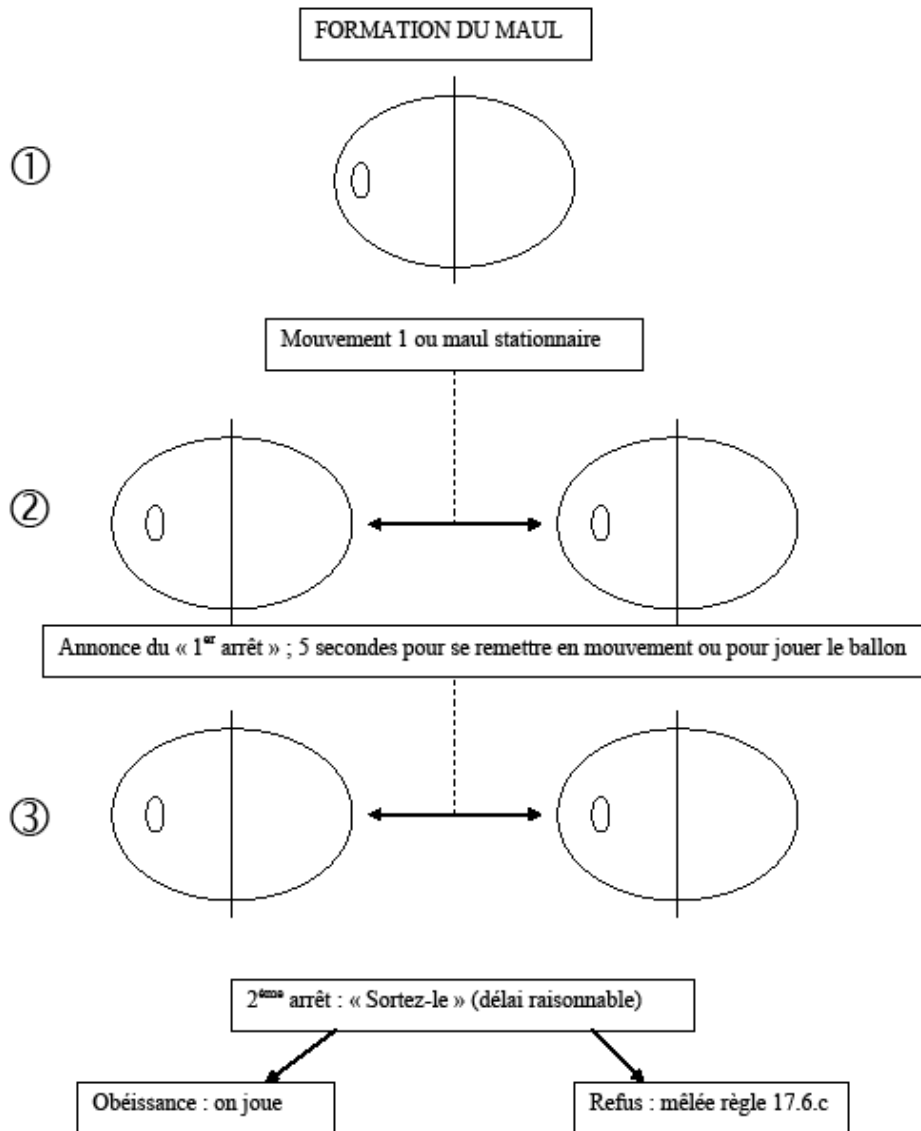 FORMATION DU MAUL
①
Mouvement 1 ou maul stationnaire
②
Annonce du « 1er arrêt » ; 5 secondes pour se remettre en mouvement ou pour jouer le ballon
③
2ème arrêt : « Sortez-le » (délai raisonnable)
Obéissance : on joue
Refus : mêlée règle 17.6.c